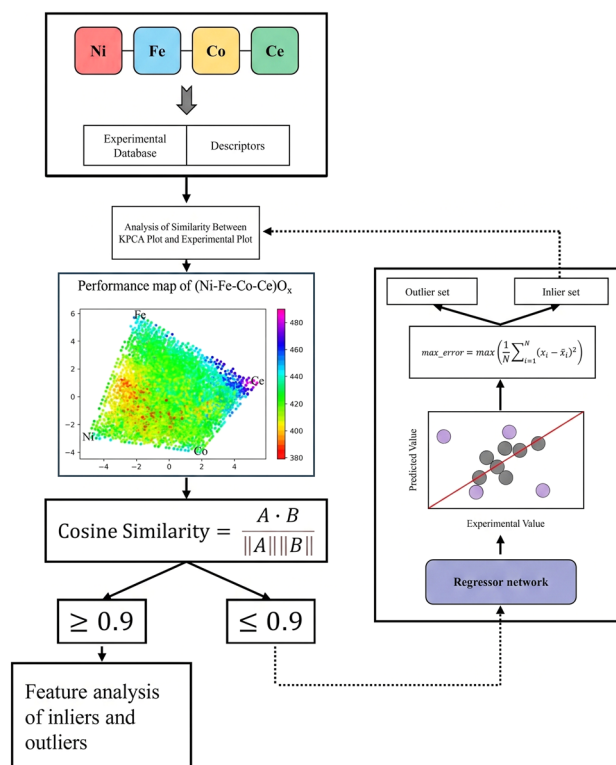 Ni
Fe
Co
Ce
Experimental
Database
Descriptors
Analysis of Similarity Between
KPCA Plot and Experimental Plot
Performance map of (Ni-Fe-Co-Ce)Oₓ
6
4
2
0
−2
−4
−4
−2
0
2
4
Fe
Ce
Ni
Co
480
460
440
420
400
380
Cosine Similarity = A · B / ‖A‖‖B‖
≥ 0.9
≤ 0.9
Feature analysis
of inliers and
outliers
Outlier set
Inlier set
max_error = max(1/N ∑ᵢ₌₁ᴺ (xᵢ − x̄ᵢ)²)
Predicted Value
Experimental Value
Regressor network